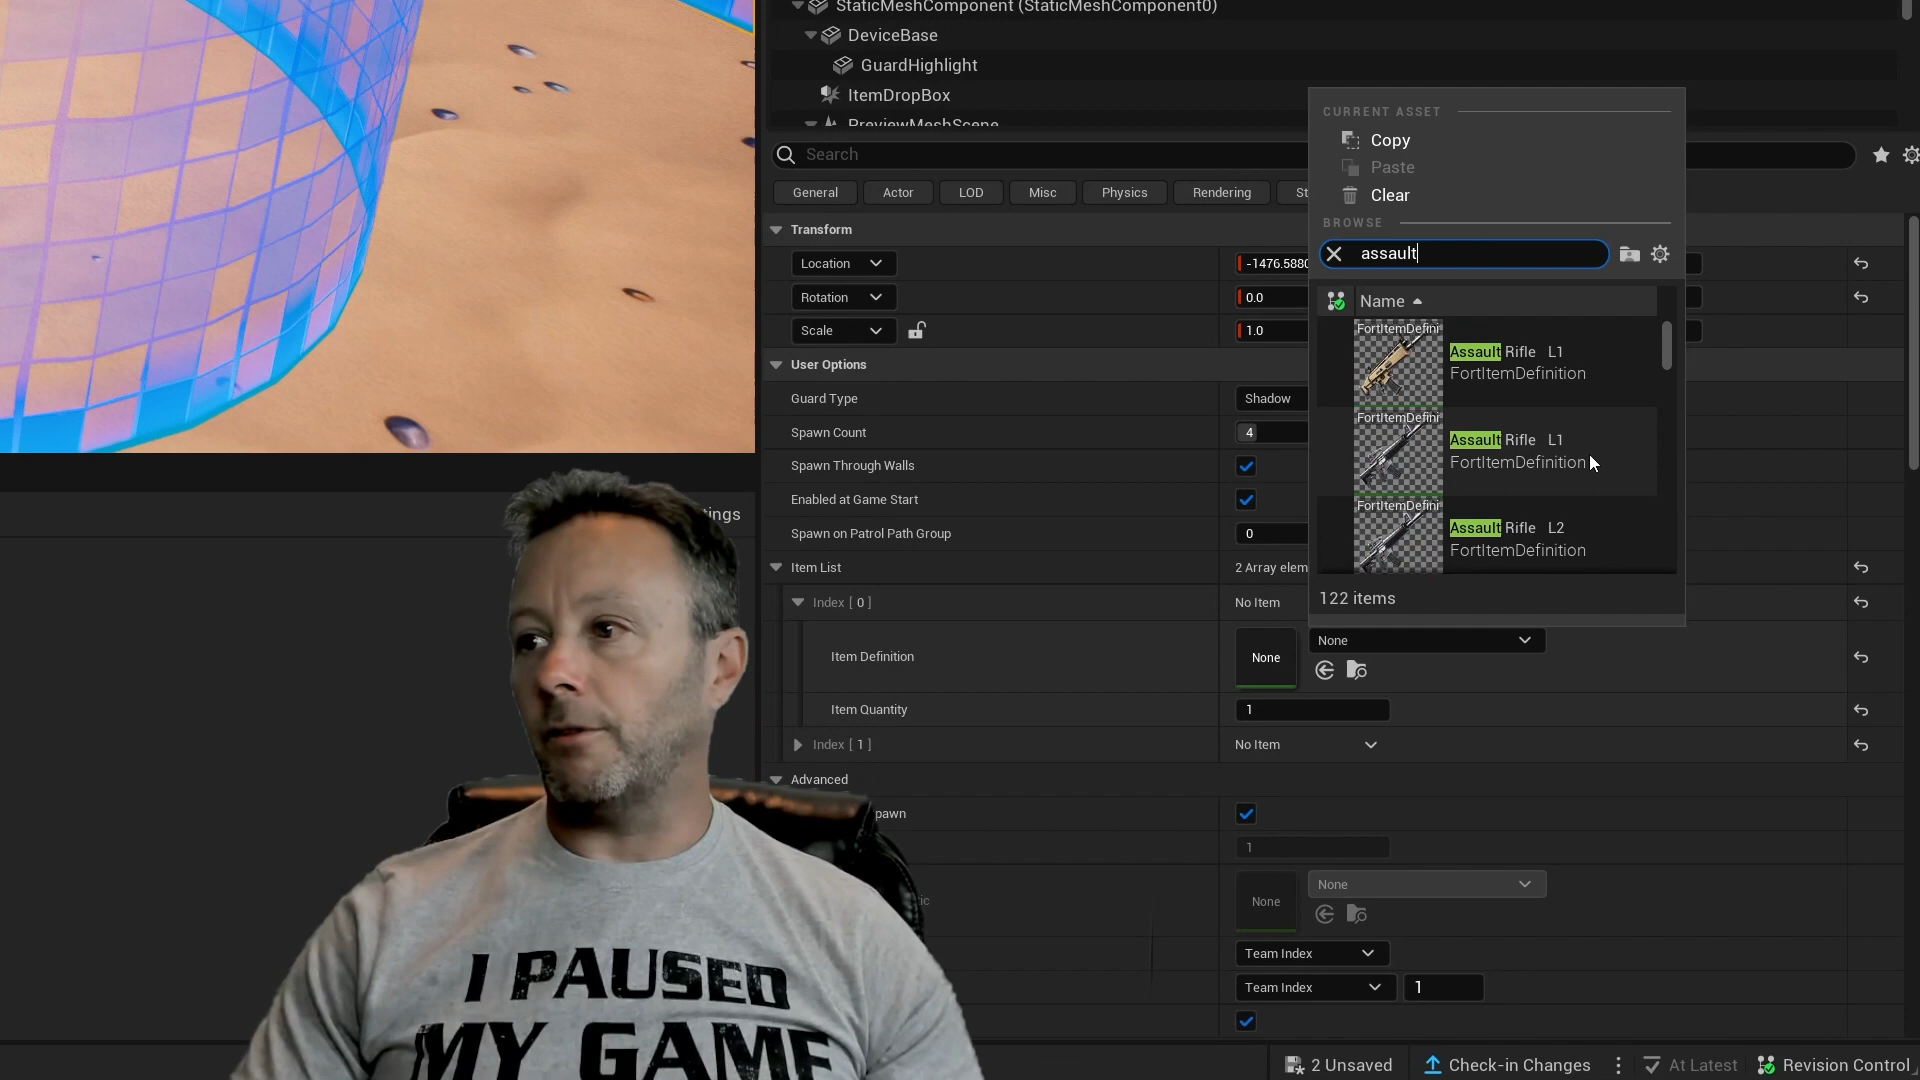 StaticMeshComponent (StaticMeshComponent0)
DeviceBase
GuardHighlight
ItemDropBox
PreviewMeshScene
Search
General
Actor
LOD
Misc
Physics
Rendering
St
Transform
Location
-1476.5880
Rotation
0.0
Scale
1.0
User Options
Guard Type
Shadow
Spawn Count
4
Spawn Through Walls
Enabled at Game Start
Spawn on Patrol Path Group
0
Item List
2 Array elem
Index [ 0 ]
No Item
Item Definition
None
None
Item Quantity
1
Index [ 1 ]
No Item
Advanced
pawn
1
ic
None
None
Team Index
Team Index
1
CURRENT ASSET
Copy
Paste
Clear
BROWSE
assault
Name
FortItemDefini
Assault Rifle L1
FortItemDefinition
FortItemDefini
Assault Rifle L1
FortItemDefinition
FortItemDefini
Assault Rifle L2
FortItemDefinition
122 items
tings
I PAUSED
MY GAME
2 Unsaved
Check-in Changes
At Latest
Revision Control